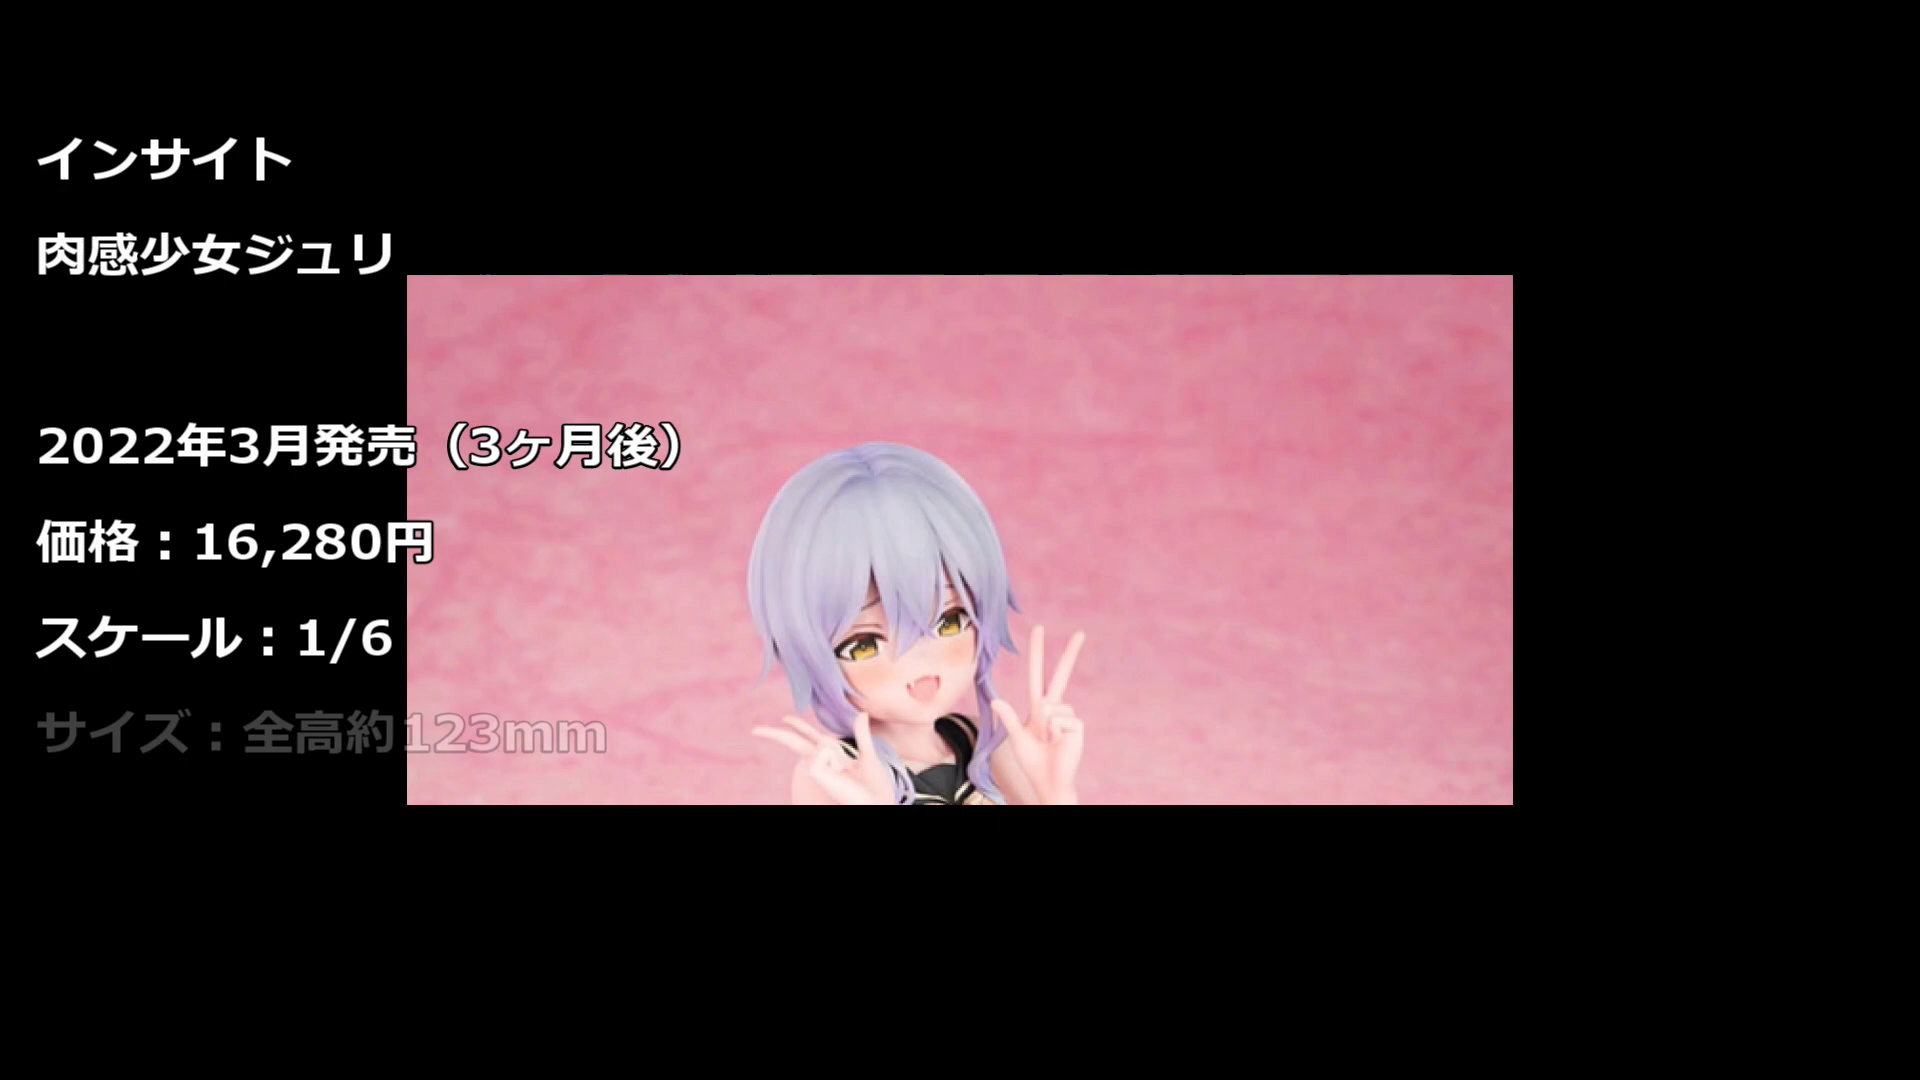 インサイト
肉感少女ジュリ
2022年3月発売（3ヶ月後）
価格：16,280円
スケール：1/6
サイズ：全高約123mm